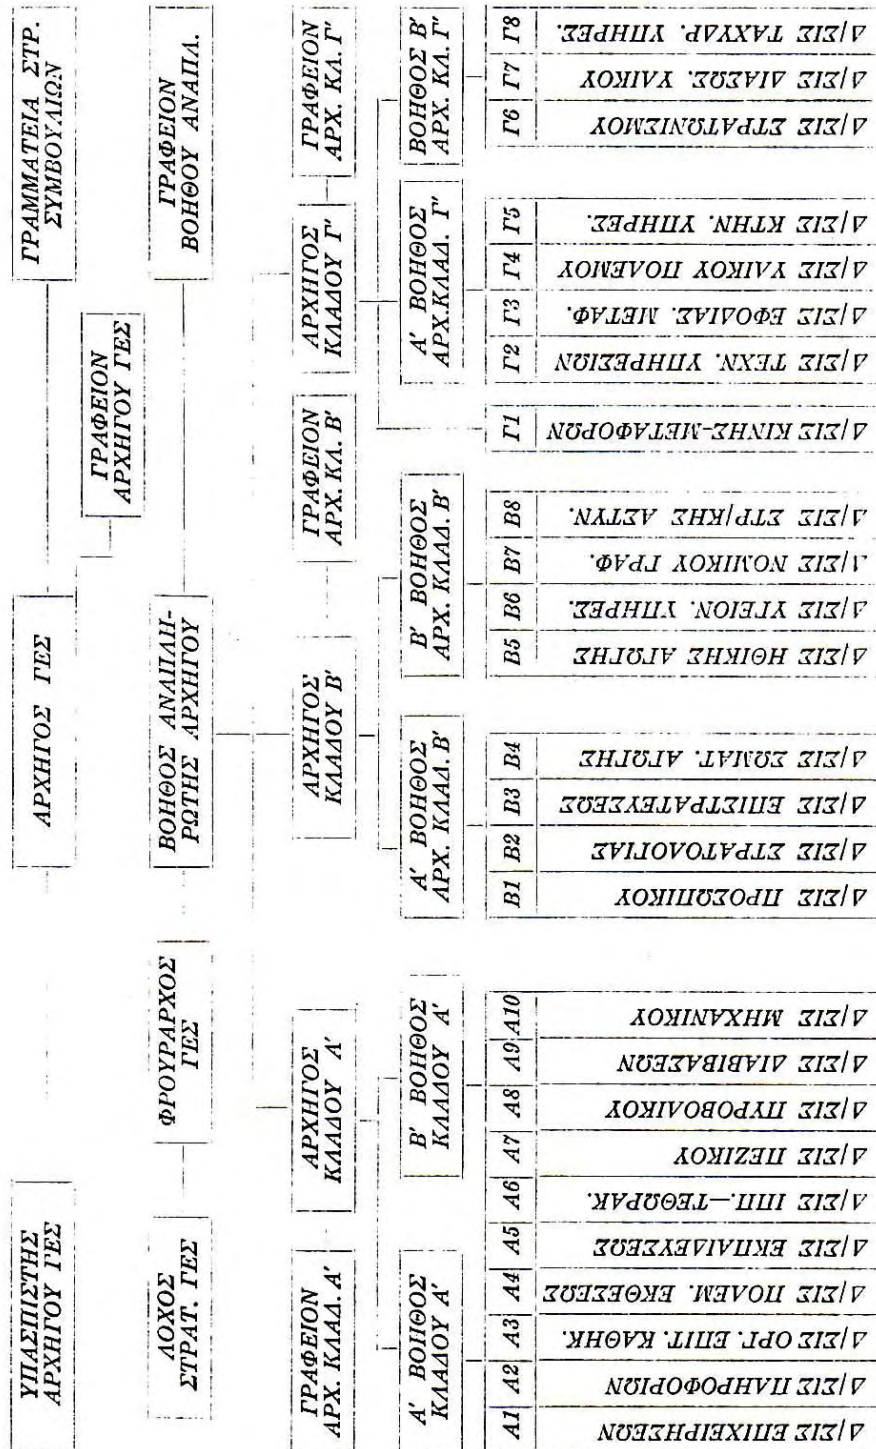 ΥΠΑΣΠΙΣΤΗΣ
ΑΡΧΗΓΟΥ ΓΕΣ
ΑΡΧΗΓΟΣ ΓΕΣ
ΓΡΑΜΜΑΤΕΙΑ ΣΤΡ.
ΣΥΜΒΟΥΛΙΩΝ
ΓΡΑΦΕΙΟΝ
ΑΡΧΗΓΟΥ ΓΕΣ
ΛΟΧΟΣ
ΣΤΡΑΤ. ΓΕΣ
ΦΡΟΥΡΑΡΧΟΣ
ΓΕΣ
ΒΟΗΘΟΣ ΑΝΑΠΛΗ-
ΡΩΤΗΣ ΑΡΧΗΓΟΥ
ΓΡΑΦΕΙΟΝ
ΒΟΗΘΟΥ ΑΝΑΠΛ.
ΓΡΑΦΕΙΟΝ
ΑΡΧ. ΚΛΑΔ. Α'
ΑΡΧΗΓΟΣ
ΚΛΑΔΟΥ Α'
ΑΡΧΗΓΟΣ
ΚΛΑΔΟΥ Β'
ΓΡΑΦΕΙΟΝ
ΑΡΧ. ΚΛ. Β'
ΑΡΧΗΓΟΣ
ΚΛΑΔΟΥ Γ'
ΓΡΑΦΕΙΟΝ
ΑΡΧ. ΚΛ. Γ'
Α' ΒΟΗΘΟΣ
ΚΛΑΔΟΥ Α'
Β' ΒΟΗΘΟΣ
ΚΛΑΔΟΥ Α'
Α' ΒΟΗΘΟΣ
ΑΡΧ. ΚΛΑΔ. Β'
Β' ΒΟΗΘΟΣ
ΑΡΧ. ΚΛΑΔ. Β'
Α' ΒΟΗΘΟΣ
ΑΡΧ.ΚΛΑΔ. Γ'
ΒΟΗΘΟΣ Β'
ΑΡΧ. ΚΛ. Γ'
Α1 Δ/ΣΙΣ ΕΠΙΧΕΙΡΗΣΕΩΝ
Α2 Δ/ΣΙΣ ΠΛΗΡΟΦΟΡΙΩΝ
Α3 Δ/ΣΙΣ ΟΡΓ. ΕΠΙΤ. ΚΑΘΗΚ.
Α4 Δ/ΣΙΣ ΠΟΛΕΜ. ΕΚΘΕΣΕΩΣ
Α5 Δ/ΣΙΣ ΕΚΠΑΙΔΕΥΣΕΩΣ
Α6 Δ/ΣΙΣ ΙΠΠ.—ΤΕΘΩΡΑΚ.
Α7 Δ/ΣΙΣ ΠΕΖΙΚΟΥ
Α8 Δ/ΣΙΣ ΠΥΡΟΒΟΛΙΚΟΥ
Α9 Δ/ΣΙΣ ΔΙΑΒΙΒΑΣΕΩΝ
Α10 Δ/ΣΙΣ ΜΗΧΑΝΙΚΟΥ
Β1 Δ/ΣΙΣ ΠΡΟΣΩΠΙΚΟΥ
Β2 Δ/ΣΙΣ ΣΤΡΑΤΟΛΟΓΙΑΣ
Β3 Δ/ΣΙΣ ΕΠΙΣΤΡΑΤΕΥΣΕΩΣ
Β4 Δ/ΣΙΣ ΣΩΜΑΤ. ΑΓΩΓΗΣ
Β5 Δ/ΣΙΣ ΗΘΙΚΗΣ ΑΓΩΓΗΣ
Β6 Δ/ΣΙΣ ΥΓΕΙΟΝ. ΥΠΗΡΕΣ.
Β7 Δ/ΣΙΣ ΝΟΜΙΚΟΥ ΓΡΑΦ.
Β8 Δ/ΣΙΣ ΣΤΡ/ΚΗΣ ΑΣΤΥΝ.
Γ1 Δ/ΣΙΣ ΚΙΝΗΣ-ΜΕΤΑΦΟΡΩΝ
Γ2 Δ/ΣΙΣ ΤΕΧΝ. ΥΠΗΡΕΣΙΩΝ
Γ3 Δ/ΣΙΣ ΕΦΟΔΙΑΣ. ΜΕΤΑΦ.
Γ4 Δ/ΣΙΣ ΥΛΙΚΟΥ ΠΟΛΕΜΟΥ
Γ5 Δ/ΣΙΣ ΚΤΗΝ. ΥΠΗΡΕΣ.
Γ6 Δ/ΣΙΣ ΣΤΡΑΤΩΝΙΣΜΟΥ
Γ7 Δ/ΣΙΣ ΔΙΑΣΩΣ. ΥΛΙΚΟΥ
Γ8 Δ/ΣΙΣ ΤΑΧΥΔΡ. ΥΠΗΡΕΣ.